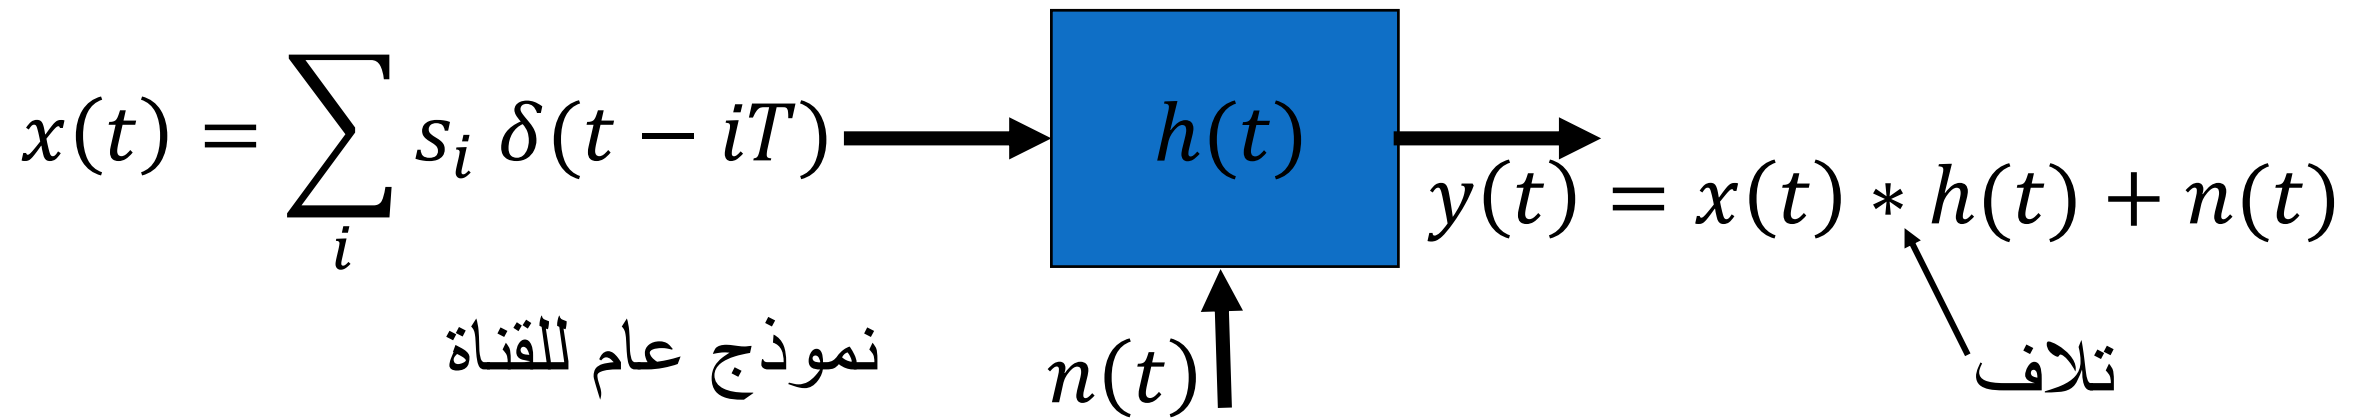 x(t) = ∑_i s_i δ(t − iT)
h(t)
y(t) = x(t) ∗ h(t) + n(t)
n(t)
نموذج عام للقناة
تلاف